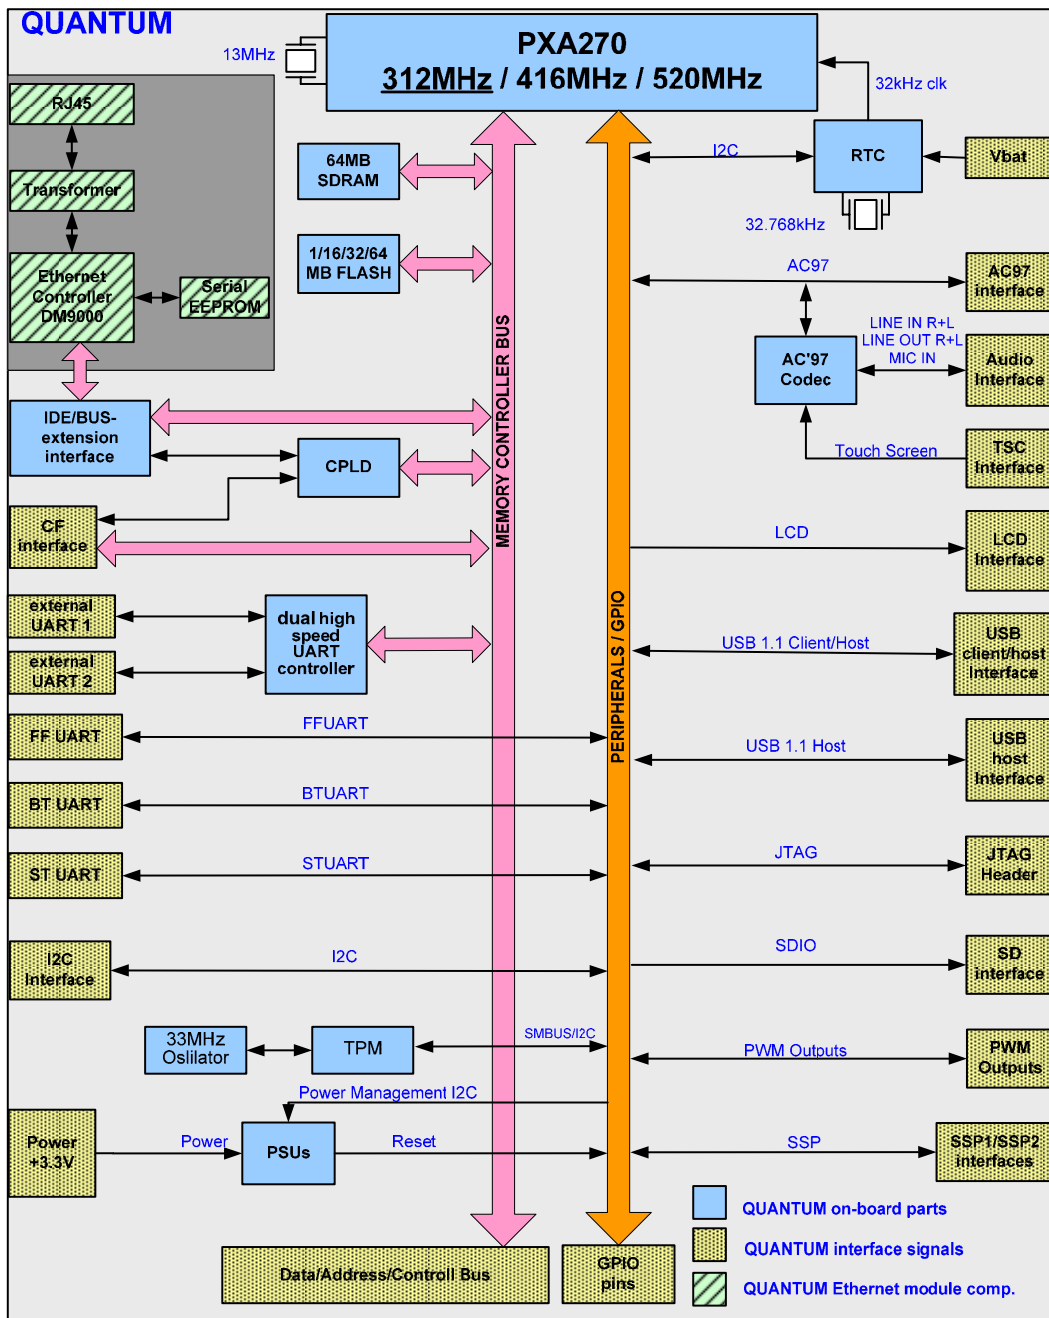 QUANTUM
PXA270
312MHz / 416MHz / 520MHz
13MHz
32kHz clk
RJ45
Transformer
Ethernet
Controller
DM9000
Serial
EEPROM
64MB
SDRAM
1/16/32/64
MB FLASH
I2C
RTC
Vbat
32.768kHz
AC97
AC97
interface
LINE IN R+L
LINE OUT R+L
MIC IN
AC'97
Codec
Audio
Interface
Touch Screen
TSC
Interface
IDE/BUS-
extension
interface
CPLD
CF
interface
MEMORY CONTROLLER BUS
PERIPHERALS / GPIO
LCD
LCD
Interface
external
UART 1
external
UART 2
dual high
speed
UART
controller
USB 1.1 Client/Host
USB
client/host
Interface
FF UART
FFUART
USB 1.1 Host
USB
host
Interface
BT UART
BTUART
ST UART
STUART
JTAG
JTAG
Header
I2C
Interface
I2C
SDIO
SD
interface
33MHz
Oslilator
TPM
SMBUS/I2C
PWM Outputs
PWM
Outputs
Power Management I2C
Power
+3.3V
Power
PSUs
Reset
SSP
SSP1/SSP2
interfaces
Data/Address/Controll Bus
GPIO
pins
QUANTUM on-board parts
QUANTUM interface signals
QUANTUM Ethernet module comp.